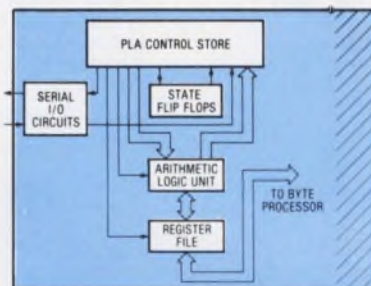 PLA CONTROL STORE
SERIAL
I/O
CIRCUITS
STATE
FLIP FLOPS
ARITHMETIC
LOGIC UNIT
TO BYTE
PROCESSOR
REGISTER
FILE